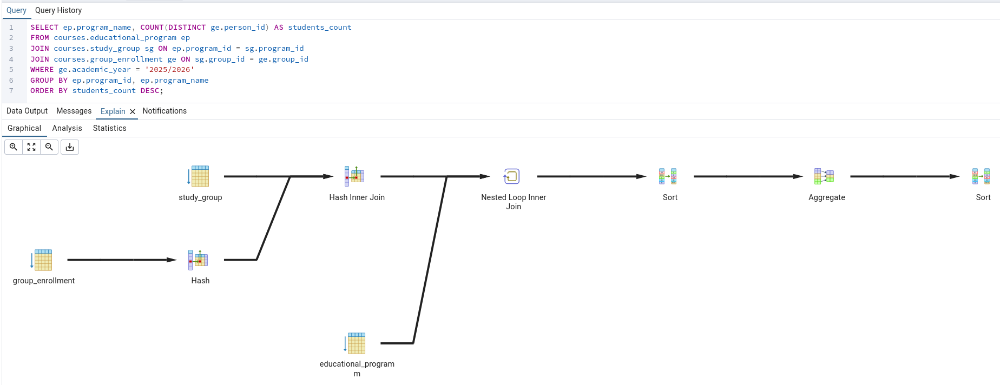 Query Query History
1 SELECT ep.program_name, COUNT(DISTINCT ge.person_id) AS students_count
2 FROM courses.educational_program ep
3 JOIN courses.study_group sg ON ep.program_id = sg.program_id
4 JOIN courses.group_enrollment ge ON sg.group_id = ge.group_id
5 WHERE ge.academic_year = '2025/2026'
6 GROUP BY ep.program_id, ep.program_name
7 ORDER BY students_count DESC;
Data Output Messages Explain Notifications
Graphical Analysis Statistics
study_group
Hash Inner Join
Nested Loop Inner
Join
Sort
Aggregate
Sort
group_enrollment
Hash
educational_program
m